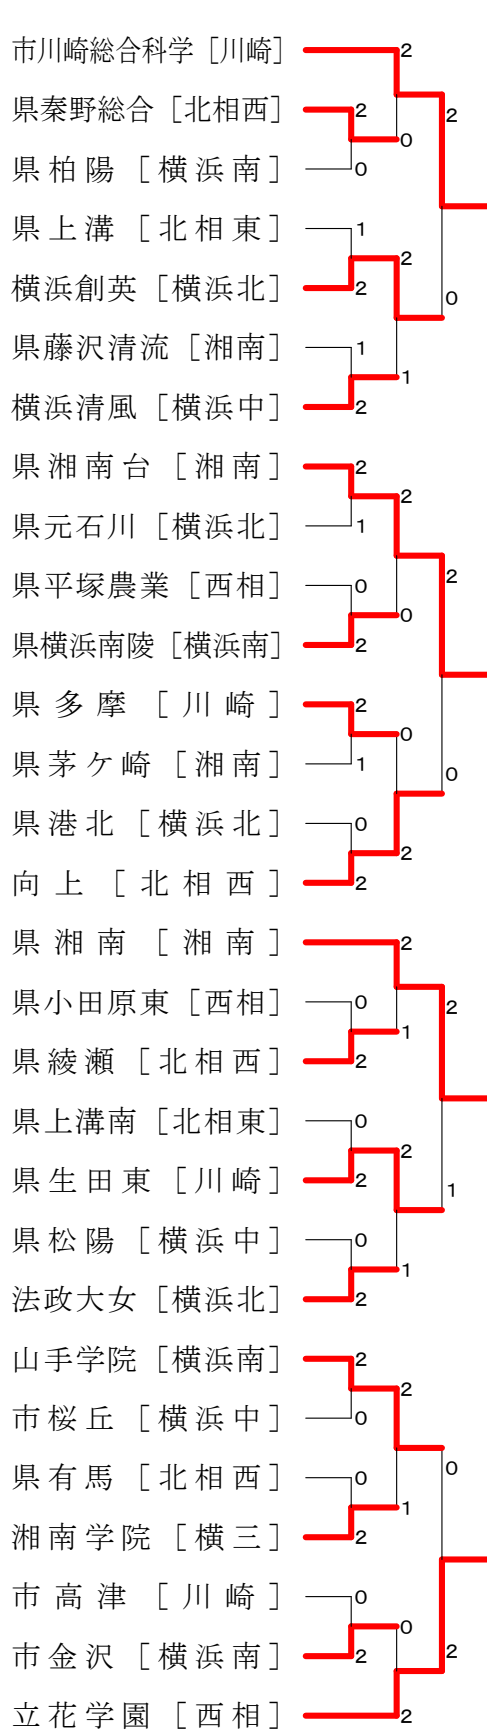 市川崎総合科学［川崎］ 2
県秦野総合［北相西］ 2 2
0
県柏陽［横浜南］ 0
県上溝［北相東］ 1
2
横浜創英［横浜北］ 2 0
県藤沢清流［湘南］ 1
1
横浜清風［横浜中］ 2
県湘南台［湘南］ 2
2
県元石川［横浜北］ 1
県平塚農業［西相］ 0 2
0
県横浜南陵［横浜南］ 2
県多摩［川崎］ 2
0
県茅ケ崎［湘南］ 1 0
県港北［横浜北］ 0
2
向上［北相西］ 2
県湘南［湘南］ 2
県小田原東［西相］ 0 2
1
県綾瀬［北相西］ 2
県上溝南［北相東］ 0
2
県生田東［川崎］ 2 1
県松陽［横浜中］ 0
1
法政大女［横浜北］ 2
山手学院［横浜南］ 2
2
市桜丘［横浜中］ 0
県有馬［北相西］ 0 0
1
湘南学院［横三］ 2
市高津［川崎］ 0
0
市金沢［横浜南］ 2 2
立花学園［西相］ 2